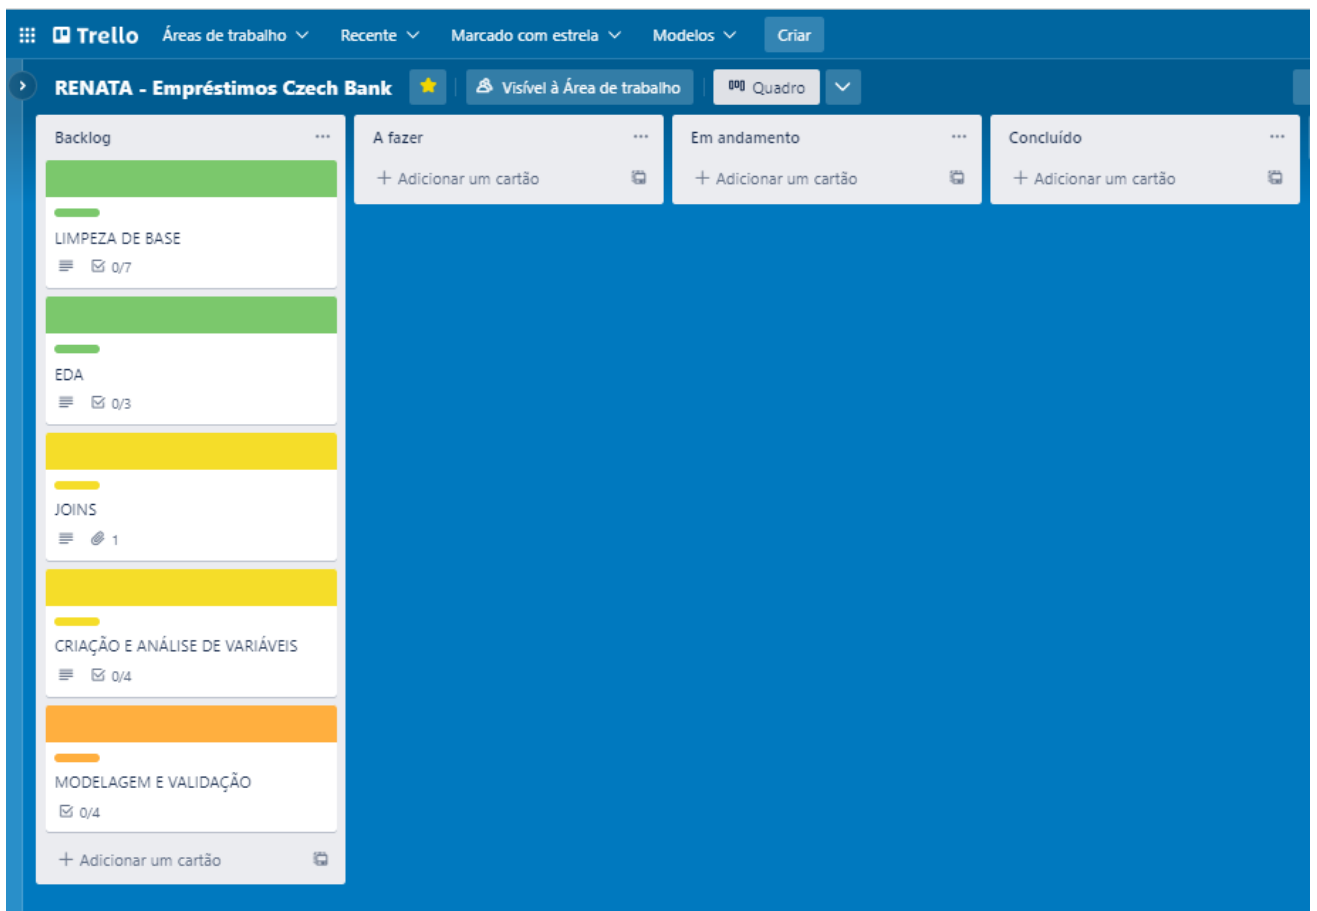 Trello Áreas de trabalho Recente Marcado com estrela Modelos Criar
RENATA - Empréstimos Czech Bank Visível à Área de trabalho Quadro
Backlog
LIMPEZA DE BASE
0/7
EDA
0/3
JOINS
1
CRIAÇÃO E ANÁLISE DE VARIÁVEIS
0/4
MODELAGEM E VALIDAÇÃO
0/4
+ Adicionar um cartão
A fazer
+ Adicionar um cartão
Em andamento
+ Adicionar um cartão
Concluído
+ Adicionar um cartão